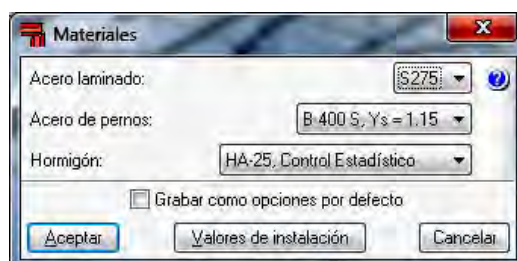 Materiales
Acero laminado: S275
Acero de pernos: B 400 S, Ys = 1.15
Hormigón: HA-25, Control Estadístico
Grabar como opciones por defecto
Aceptar Valores de instalación Cancelar